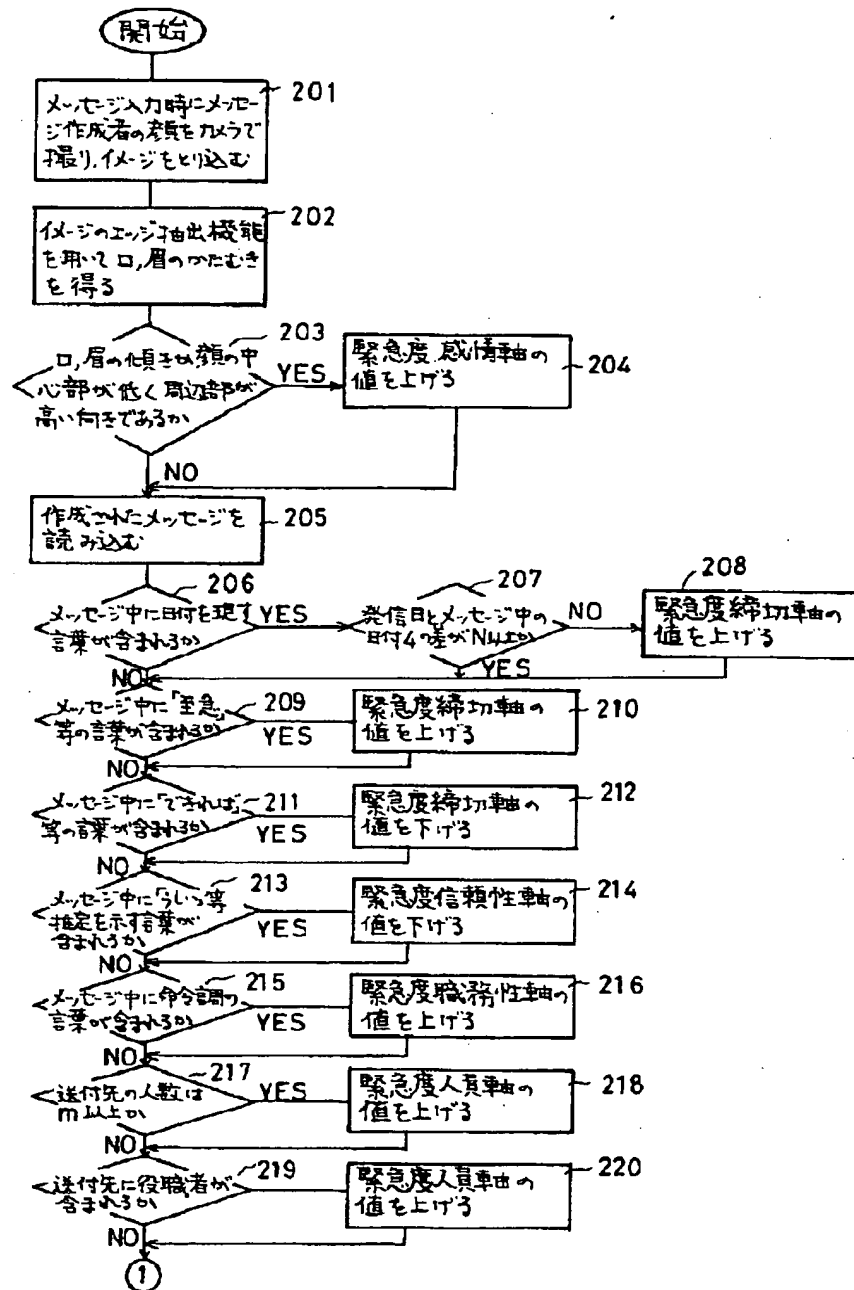 開始
201
メッセージ入力時にメッセー
ジ作成者の顔をカメラで
撮り,イメージをとり込む
202
イメージのエッジ抽出機能
を用いて口,眉のかたむき
を得る
203
口,眉の傾きが顔の中
心部が低く周辺部が
高い向きであるか
YES
緊急度感情軸の
値を上げる
204
NO
作成されたメッセージを
読み込む
205
206
メッセージ中に日付を現す
言葉が含まれるか
YES
207
発信日とメッセージ中の
日付との差がN以上か
NO
YES
208
緊急度締切軸の
値を上げる
NO
メッセージ中に「至急」
等の言葉が含まれるか
209
YES
緊急度締切軸の
値を上げる
210
NO
メッセージ中に「できれば」
等の言葉が含まれるか
211
YES
緊急度締切軸の
値を下げる
212
NO
213
メッセージ中に「らしい」等
推定を示す言葉が
含まれるか
YES
緊急度信頼性軸の
値を下げる
214
NO
215
メッセージ中に命令調の
言葉が含まれるか
YES
緊急度職務性軸の
値を上げる
216
NO
217
送付先の人数は
m以上か
YES
緊急度人員軸の
値を上げる
218
NO
219
送付先に役職者が
含まれるか
緊急度人員軸の
値を上げる
220
NO
1